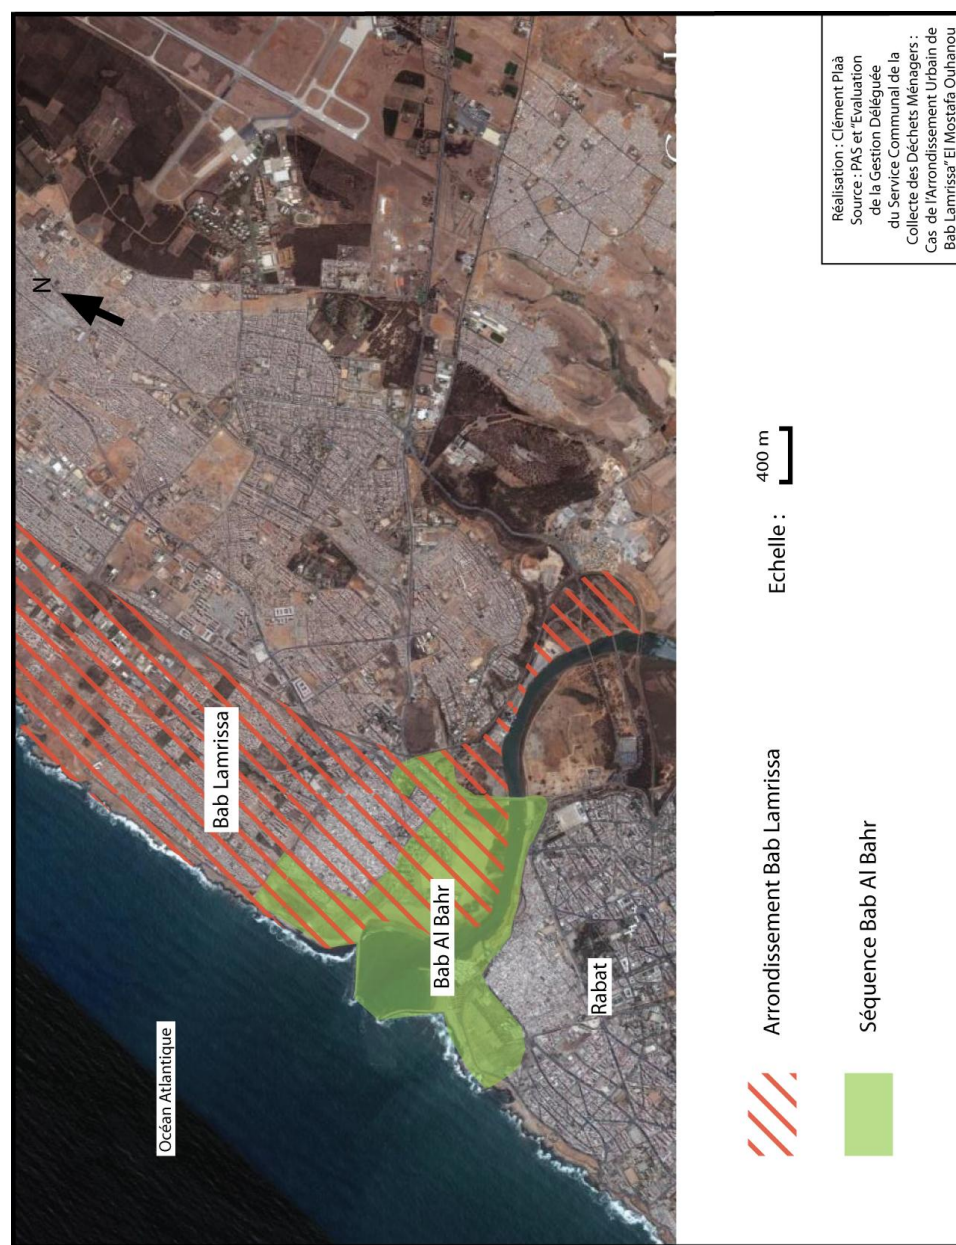 Océan Atlantique
N
Bab Lamrissa
Bab Al Bahr
Rabat
Arrondissement Bab Lamrissa
Séquence Bab Al Bahr
Echelle :
400 m
Réalisation : Clément Plaà
Source : PAS et "Evaluation
de la Gestion Déléguée
du Service Communal de la
Collecte des Déchets Ménagers :
Cas de l'Arrondissement Urbain de
Bab Lamrissa" El Mostafa Ouhanou